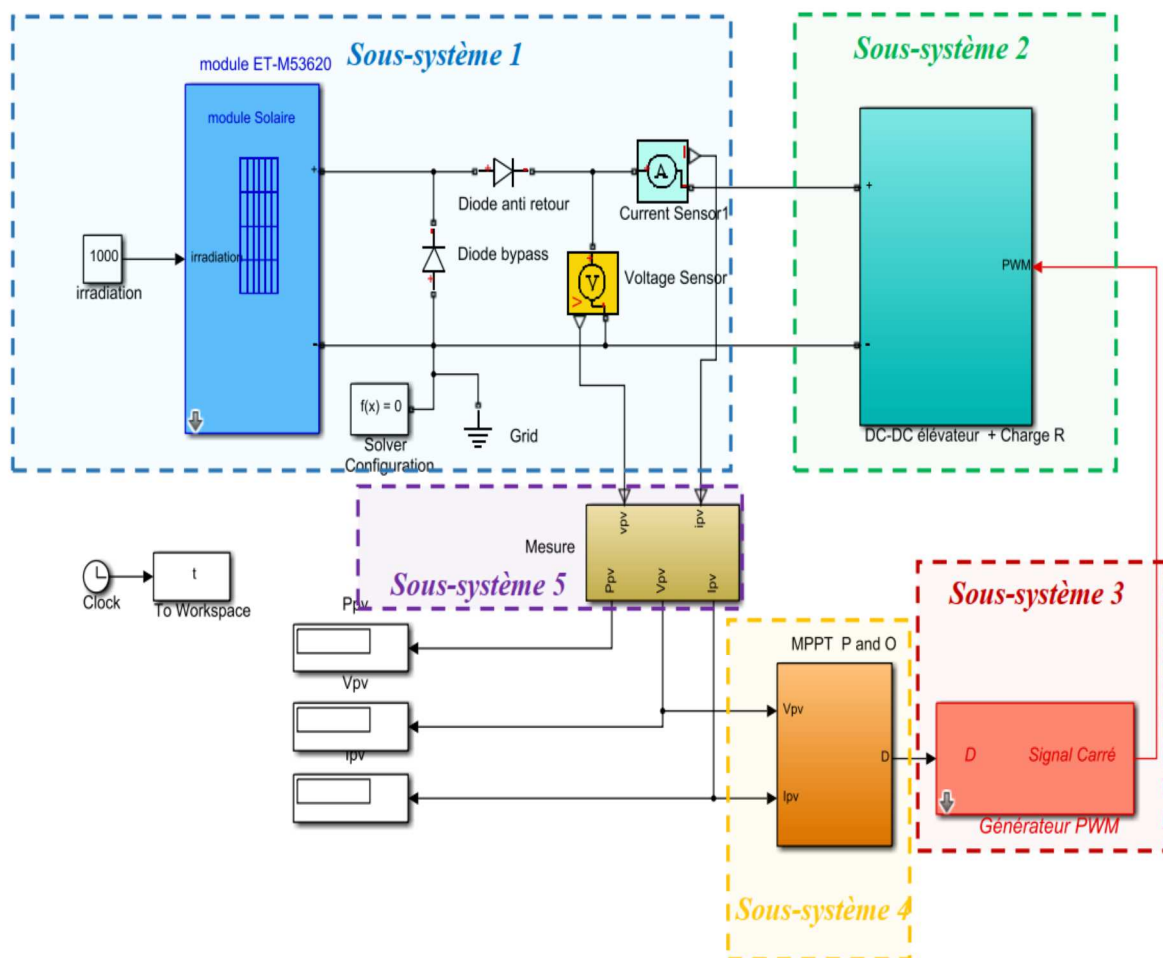 Sous-système 1
module ET-M53620
module Solaire
+
-
irradiation
1000
irradiation
Diode anti retour
Diode bypass
A
I
Current Sensor1
V
Voltage Sensor
f(x) = 0
Solver
Configuration
Grid
Sous-système 2
+
PWM
-
DC-DC élévateur + Charge R
Mesure
vpv
ipv
Ppv
Vpv
Ipv
Sous-système 5
Clock
t
To Workspace
Ppv
Vpv
Ipv
MPPT P and O
Vpv
Ipv
D
Sous-système 4
Sous-système 3
D
Signal Carré
Générateur PWM